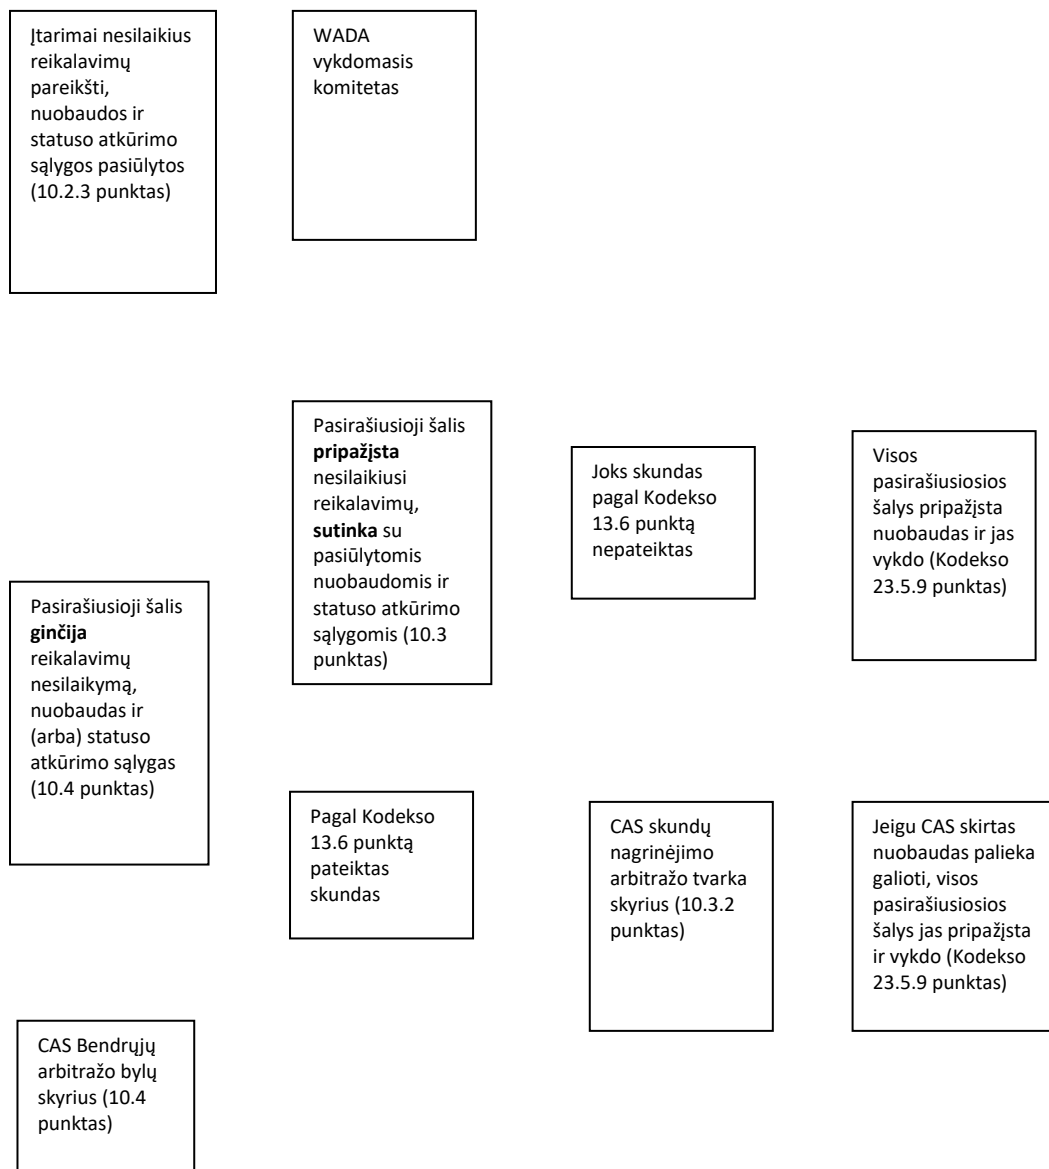 Įtarimai nesilaikius
reikalavimų
pareikšti,
nuobaudos ir
statuso atkūrimo
sąlygos pasiūlytos
(10.2.3 punktas)
WADA
vykdomasis
komitetas
Pasirašiusioji šalis
pripažįsta
nesilaikiusi
reikalavimų,
sutinka su
pasiūlytomis
nuobaudomis ir
statuso atkūrimo
sąlygomis (10.3
punktas)
Joks skundas
pagal Kodekso
13.6 punktą
nepateiktas
Visos
pasirašiusiosios
šalys pripažįsta
nuobaudas ir jas
vykdo (Kodekso
23.5.9 punktas)
Pasirašiusioji šalis
ginčija
reikalavimų
nesilaikymą,
nuobaudas ir
(arba) statuso
atkūrimo sąlygas
(10.4 punktas)
Pagal Kodekso
13.6 punktą
pateiktas
skundas
CAS skundų
nagrinėjimo
arbitražo tvarka
skyrius (10.3.2
punktas)
Jeigu CAS skirtas
nuobaudas palieka
galioti, visos
pasirašiusiosios
šalys jas pripažįsta
ir vykdo (Kodekso
23.5.9 punktas)
CAS Bendrųjų
arbitražo bylų
skyrius (10.4
punktas)